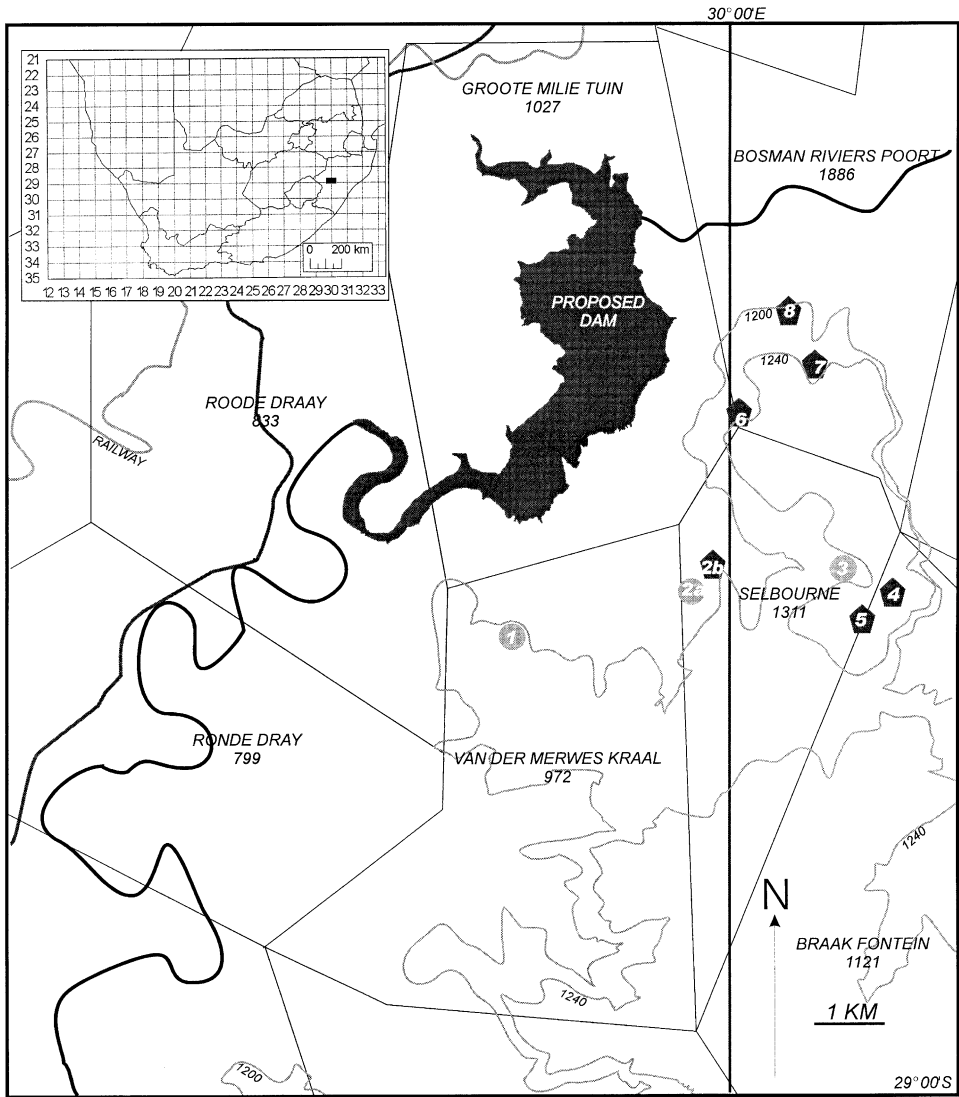 30°00'E
21
22
23
24
25
26
27
28
29
30
31
32
33
34
35
12 13 14 15 16 17 18 19 20 21 22 23 24 25 26 27 28 29 30 31 32 33
0 200 km
GROOTE MILIE TUIN
1027
BOSMAN RIVIERS POORT
1886
PROPOSED
DAM
1200
8
1240
7
6
ROODE DRAAY
833
RAILWAY
2b
2a
3
SELBOURNE
1311
4
5
1
RONDE DRAY
799
VAN DER MERWES KRAAL
972
1240
N
BRAAK FONTEIN
1121
1240
1 KM
1200
29°00'S